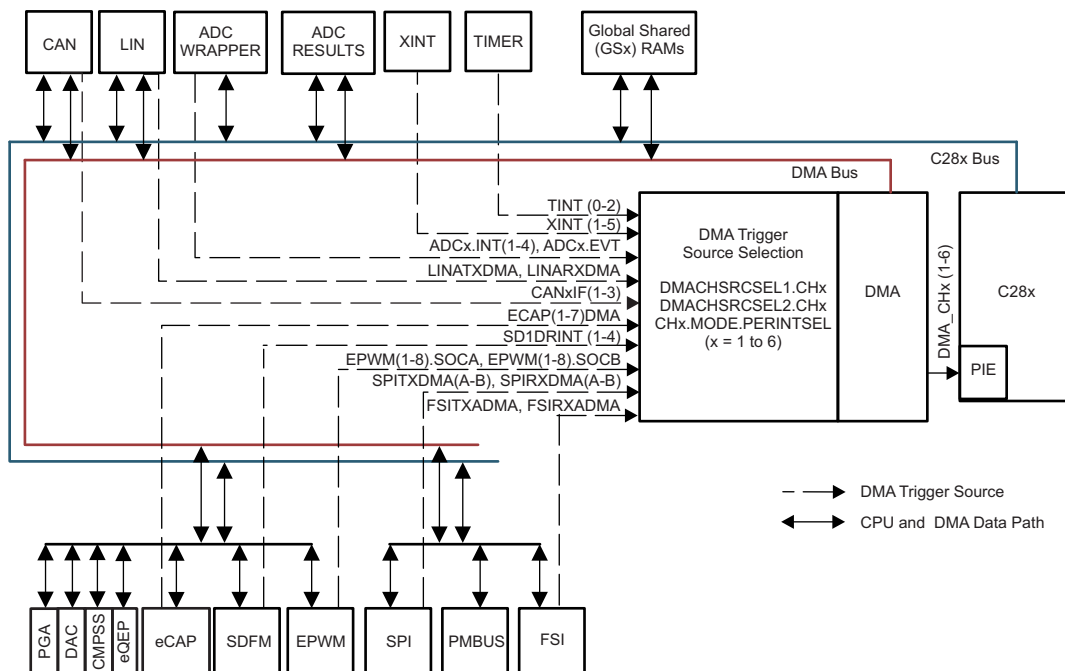 CAN
LIN
ADC
WRAPPER
ADC
RESULTS
XINT
TIMER
Global Shared
(GSx) RAMs
C28x Bus
DMA Bus
TINT (0-2)
XINT (1-5)
ADCx.INT(1-4), ADCx.EVT
LINATXDMA, LINARXDMA
CANxIF(1-3)
ECAP(1-7)DMA
SD1DRINT (1-4)
EPWM(1-8).SOCA, EPWM(1-8).SOCB
SPITXDMA(A-B), SPIRXDMA(A-B)
FSITXADMA, FSIRXADMA
DMA Trigger
Source Selection
DMACHSRCSEL1.CHx
DMACHSRCSEL2.CHx
CHx.MODE.PERINTSEL
(x = 1 to 6)
DMA
DMA_CHx (1-6)
C28x
PIE
DMA Trigger Source
CPU and DMA Data Path
PGA
DAC
CMPSS
eQEP
eCAP
SDFM
EPWM
SPI
PMBUS
FSI